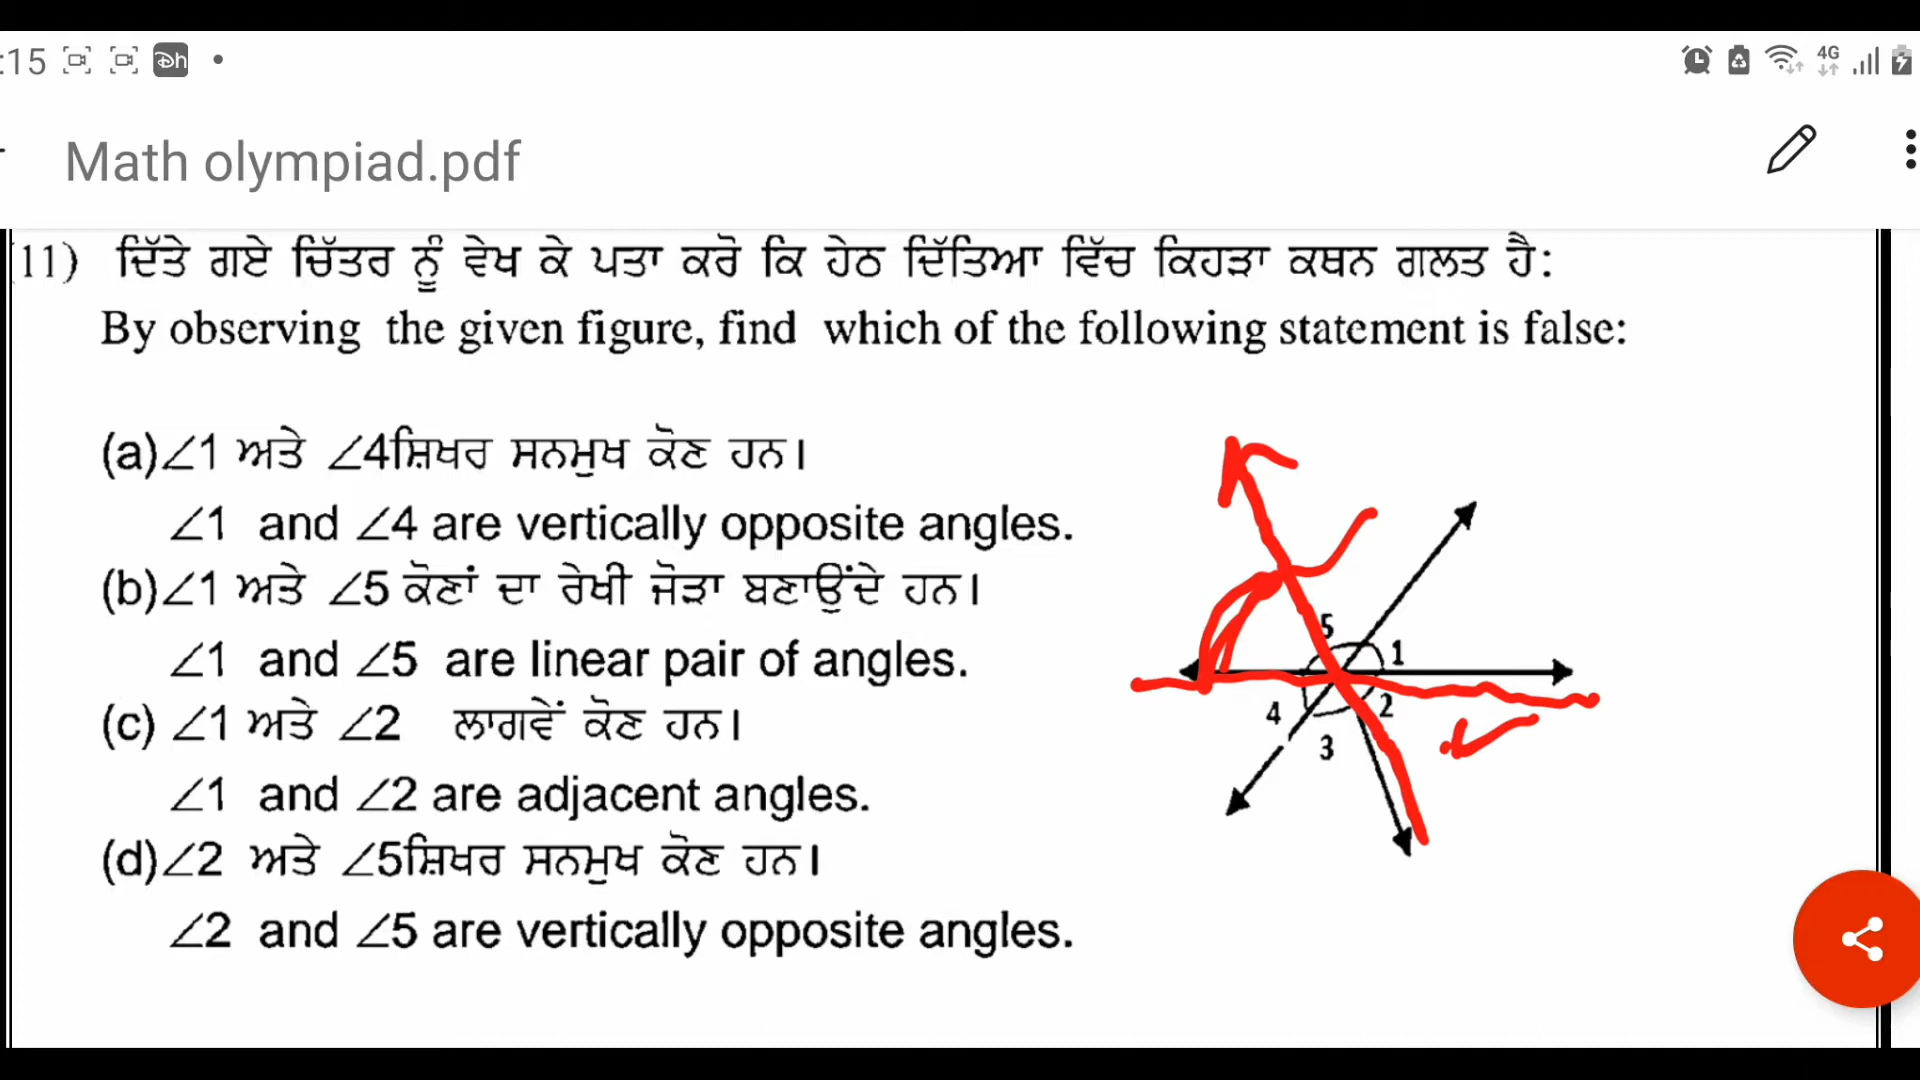 :15
4G
Math olympiad.pdf
11) ਦਿੱਤੇ ਗਏ ਚਿੱਤਰ ਨੂੰ ਵੇਖ ਕੇ ਪਤਾ ਕਰੋ ਕਿ ਹੇਠ ਦਿੱਤਿਆ ਵਿੱਚ ਕਿਹੜਾ ਕਥਨ ਗਲਤ ਹੈ:
By observing the given figure, find which of the following statement is false:
(a)∠1 ਅਤੇ ∠4ਸ਼ਿਖਰ ਸਨਮੁਖ ਕੋਣ ਹਨ।
∠1 and ∠4 are vertically opposite angles.
(b)∠1 ਅਤੇ ∠5 ਕੋਣਾਂ ਦਾ ਰੇਖੀ ਜੋੜਾ ਬਣਾਉਂਦੇ ਹਨ।
∠1 and ∠5 are linear pair of angles.
(c) ∠1 ਅਤੇ ∠2 ਲਾਗਵੇਂ ਕੋਣ ਹਨ।
∠1 and ∠2 are adjacent angles.
(d)∠2 ਅਤੇ ∠5ਸ਼ਿਖਰ ਸਨਮੁਖ ਕੋਣ ਹਨ।
∠2 and ∠5 are vertically opposite angles.
5
1
4
2
3